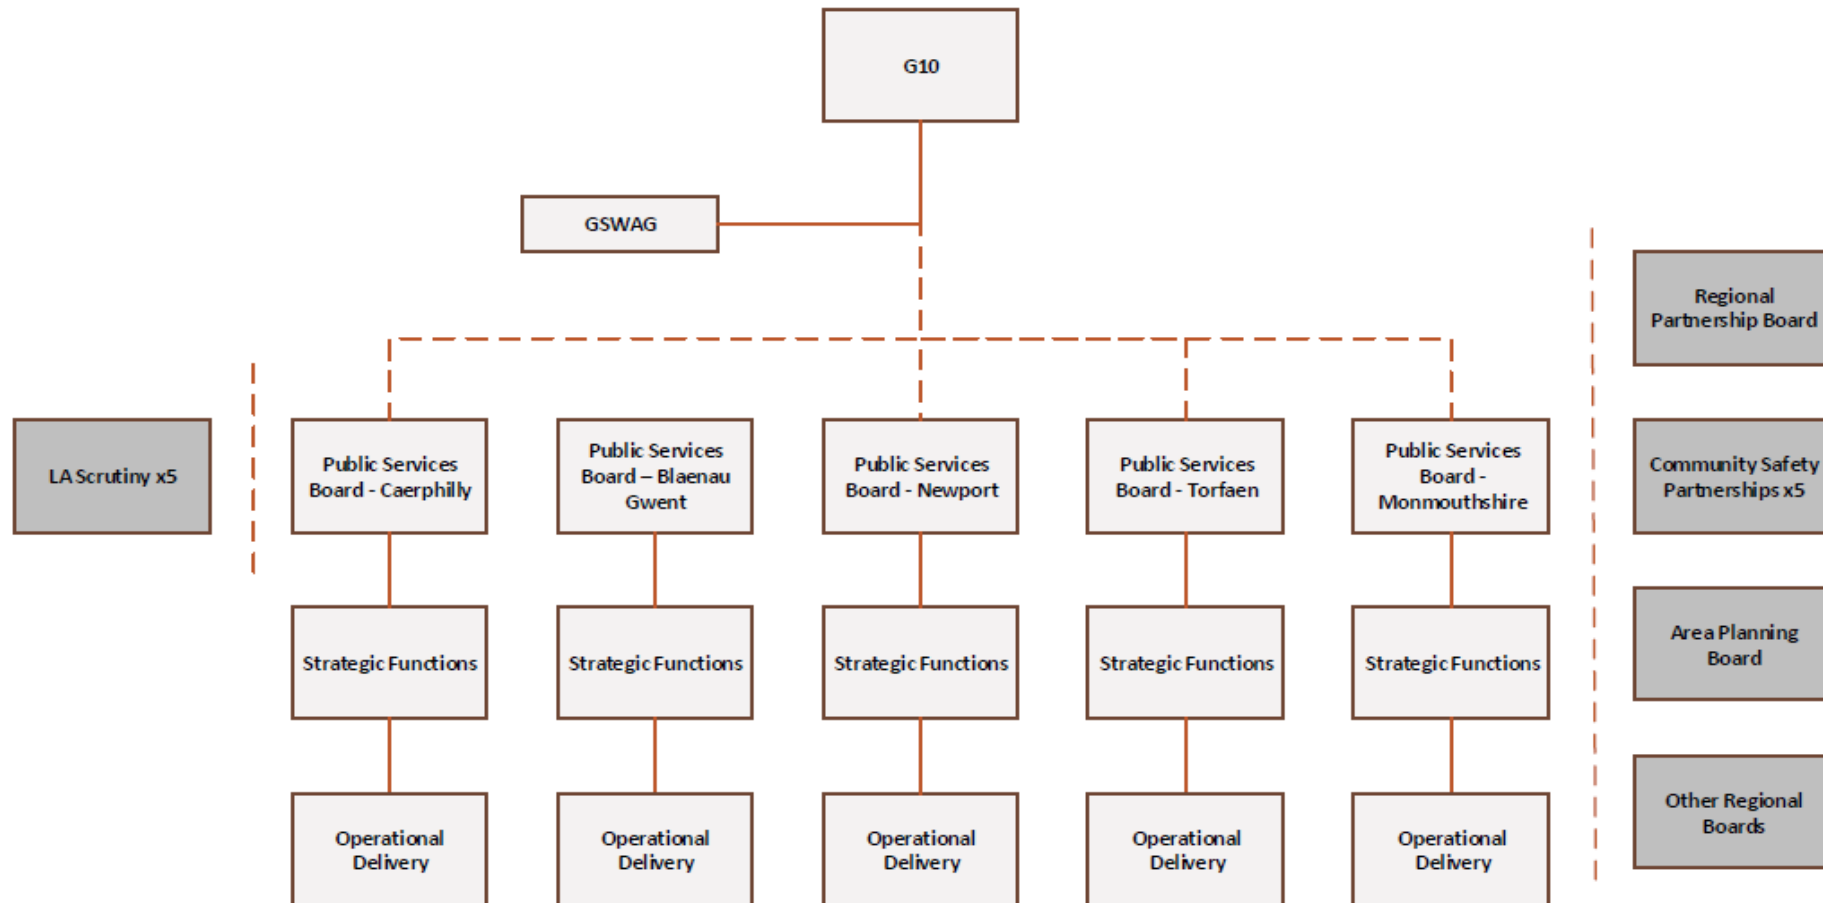 G10
GSWAG
Regional
Partnership Board
LA Scrutiny x5
Public Services
Board - Caerphilly
Public Services
Board – Blaenau
Gwent
Public Services
Board - Newport
Public Services
Board - Torfaen
Public Services
Board -
Monmouthshire
Community Safety
Partnerships x5
Strategic Functions
Strategic Functions
Strategic Functions
Strategic Functions
Strategic Functions
Area Planning
Board
Operational
Delivery
Operational
Delivery
Operational
Delivery
Operational
Delivery
Operational
Delivery
Other Regional
Boards